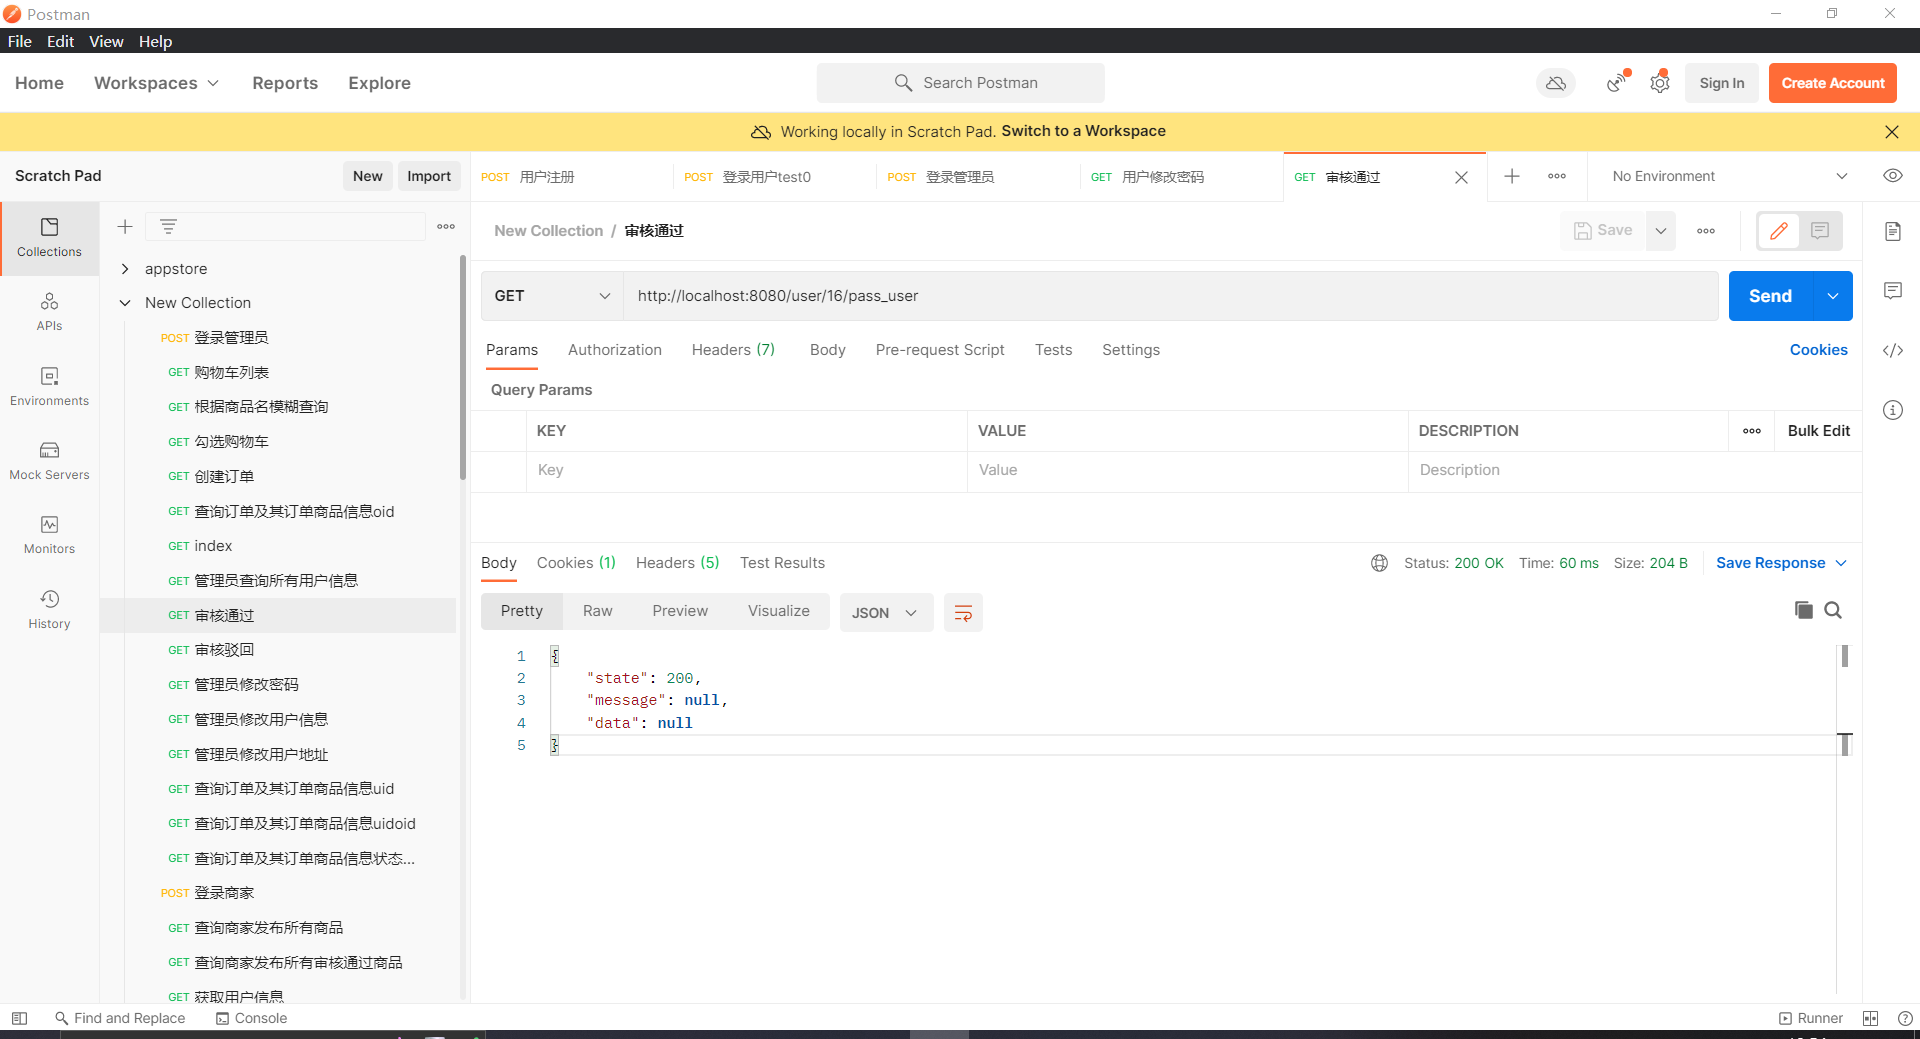 Postman
File Edit View Help
Home Workspaces Reports Explore Search Postman Sign In Create Account
Working locally in Scratch Pad. Switch to a Workspace
Scratch Pad New Import
POST 用户注册 POST 登录用户test0 POST 登录管理员 GET 用户修改密码 GET 审核通过 No Environment
Collections
APIs
Environments
Mock Servers
Monitors
History
appstore
New Collection
POST 登录管理员
GET 购物车列表
GET 根据商品名模糊查询
GET 勾选购物车
GET 创建订单
GET 查询订单及其订单商品信息oid
GET index
GET 管理员查询所有用户信息
GET 审核通过
GET 审核驳回
GET 管理员修改密码
GET 管理员修改用户信息
GET 管理员修改用户地址
GET 查询订单及其订单商品信息uid
GET 查询订单及其订单商品信息uidoid
GET 查询订单及其订单商品信息状态...
POST 登录商家
GET 查询商家发布所有商品
GET 查询商家发布所有审核通过商品
GET 获取用户信息
New Collection / 审核通过 Save
GET http://localhost:8080/user/16/pass_user Send
Params Authorization Headers (7) Body Pre-request Script Tests Settings Cookies
Query Params
KEY VALUE DESCRIPTION Bulk Edit
Key Value Description
Body Cookies (1) Headers (5) Test Results Status: 200 OK Time: 60 ms Size: 204 B Save Response
Pretty Raw Preview Visualize JSON
1 {
2 "state": 200,
3 "message": null,
4 "data": null
5 }
Find and Replace Console Runner